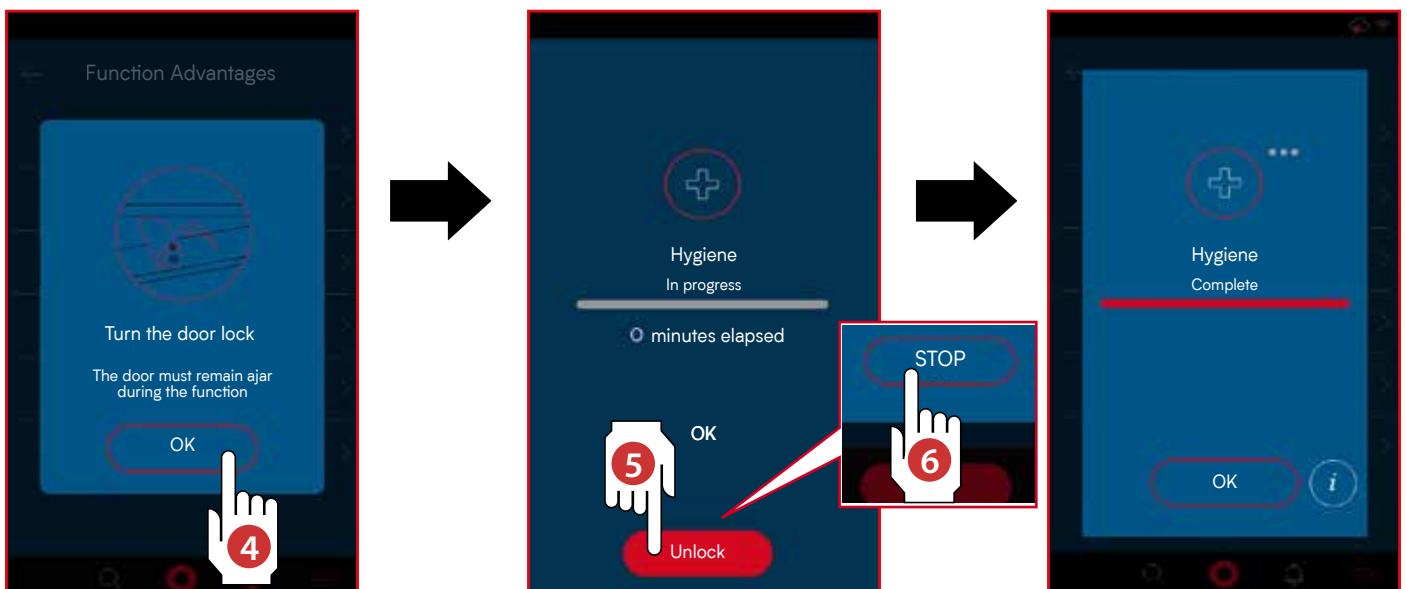 Function Advantages
Turn the door lock
The door must remain ajar
during the function
OK
4
Hygiene
In progress
0 minutes elapsed
OK
5
Unlock
STOP
6
Hygiene
Complete
OK
i